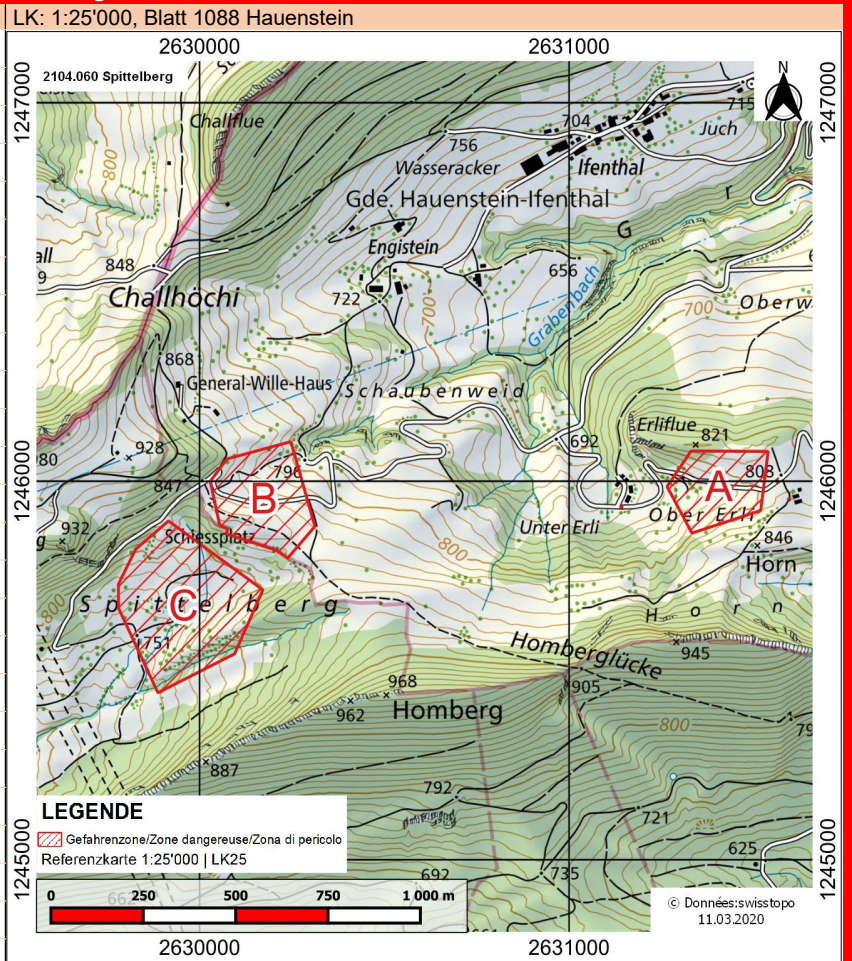 LK: 1:25'000, Blatt 1088 Hauenstein
2630000
2631000
2104.060 Spittelberg
N
1247000
1247000
Challflue
715
704
Juch
756
Wasseracker
Ifenthal
800
Gde. Hauenstein-Ifenthal
G
r
Engistein
848
656
Challhöchi
722
700
Grabenbach
700
Oberw
868
General-Wille-Haus
Schaubenweid
Erliflue
821
692
928
1246000
1246000
796
803
847
B
A
Ober Erli
932
Schiessplatz
Unter Erli
846
800
Horn
C
Spittelberg
800
Horn
751
Homberglücke
945
968
905
962
Homberg
800
887
792
721
LEGENDE
Gefahrenzone/Zone dangereuse/Zona di pericolo
Referenzkarte 1:25'000 | LK25
625
1245000
1245000
692
735
0
250
500
750
1 000 m
662
© Données:swisstopo
11.03.2020
2630000
2631000